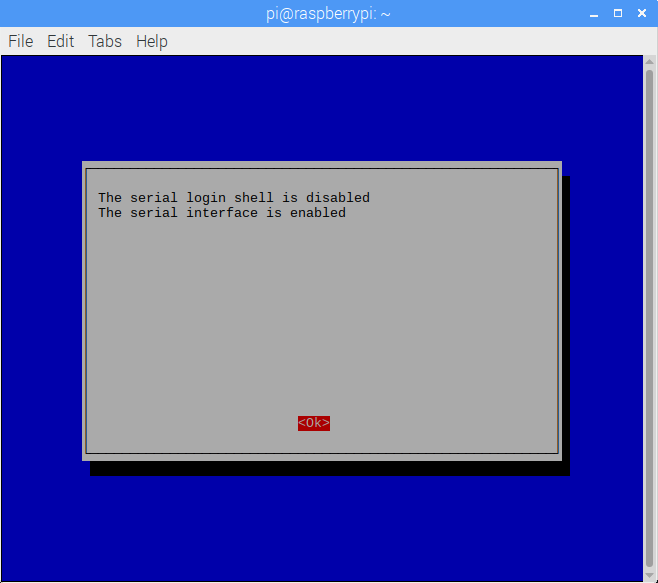 pi@raspberrypi: ~
File Edit Tabs Help
The serial login shell is disabled
The serial interface is enabled
<Ok>